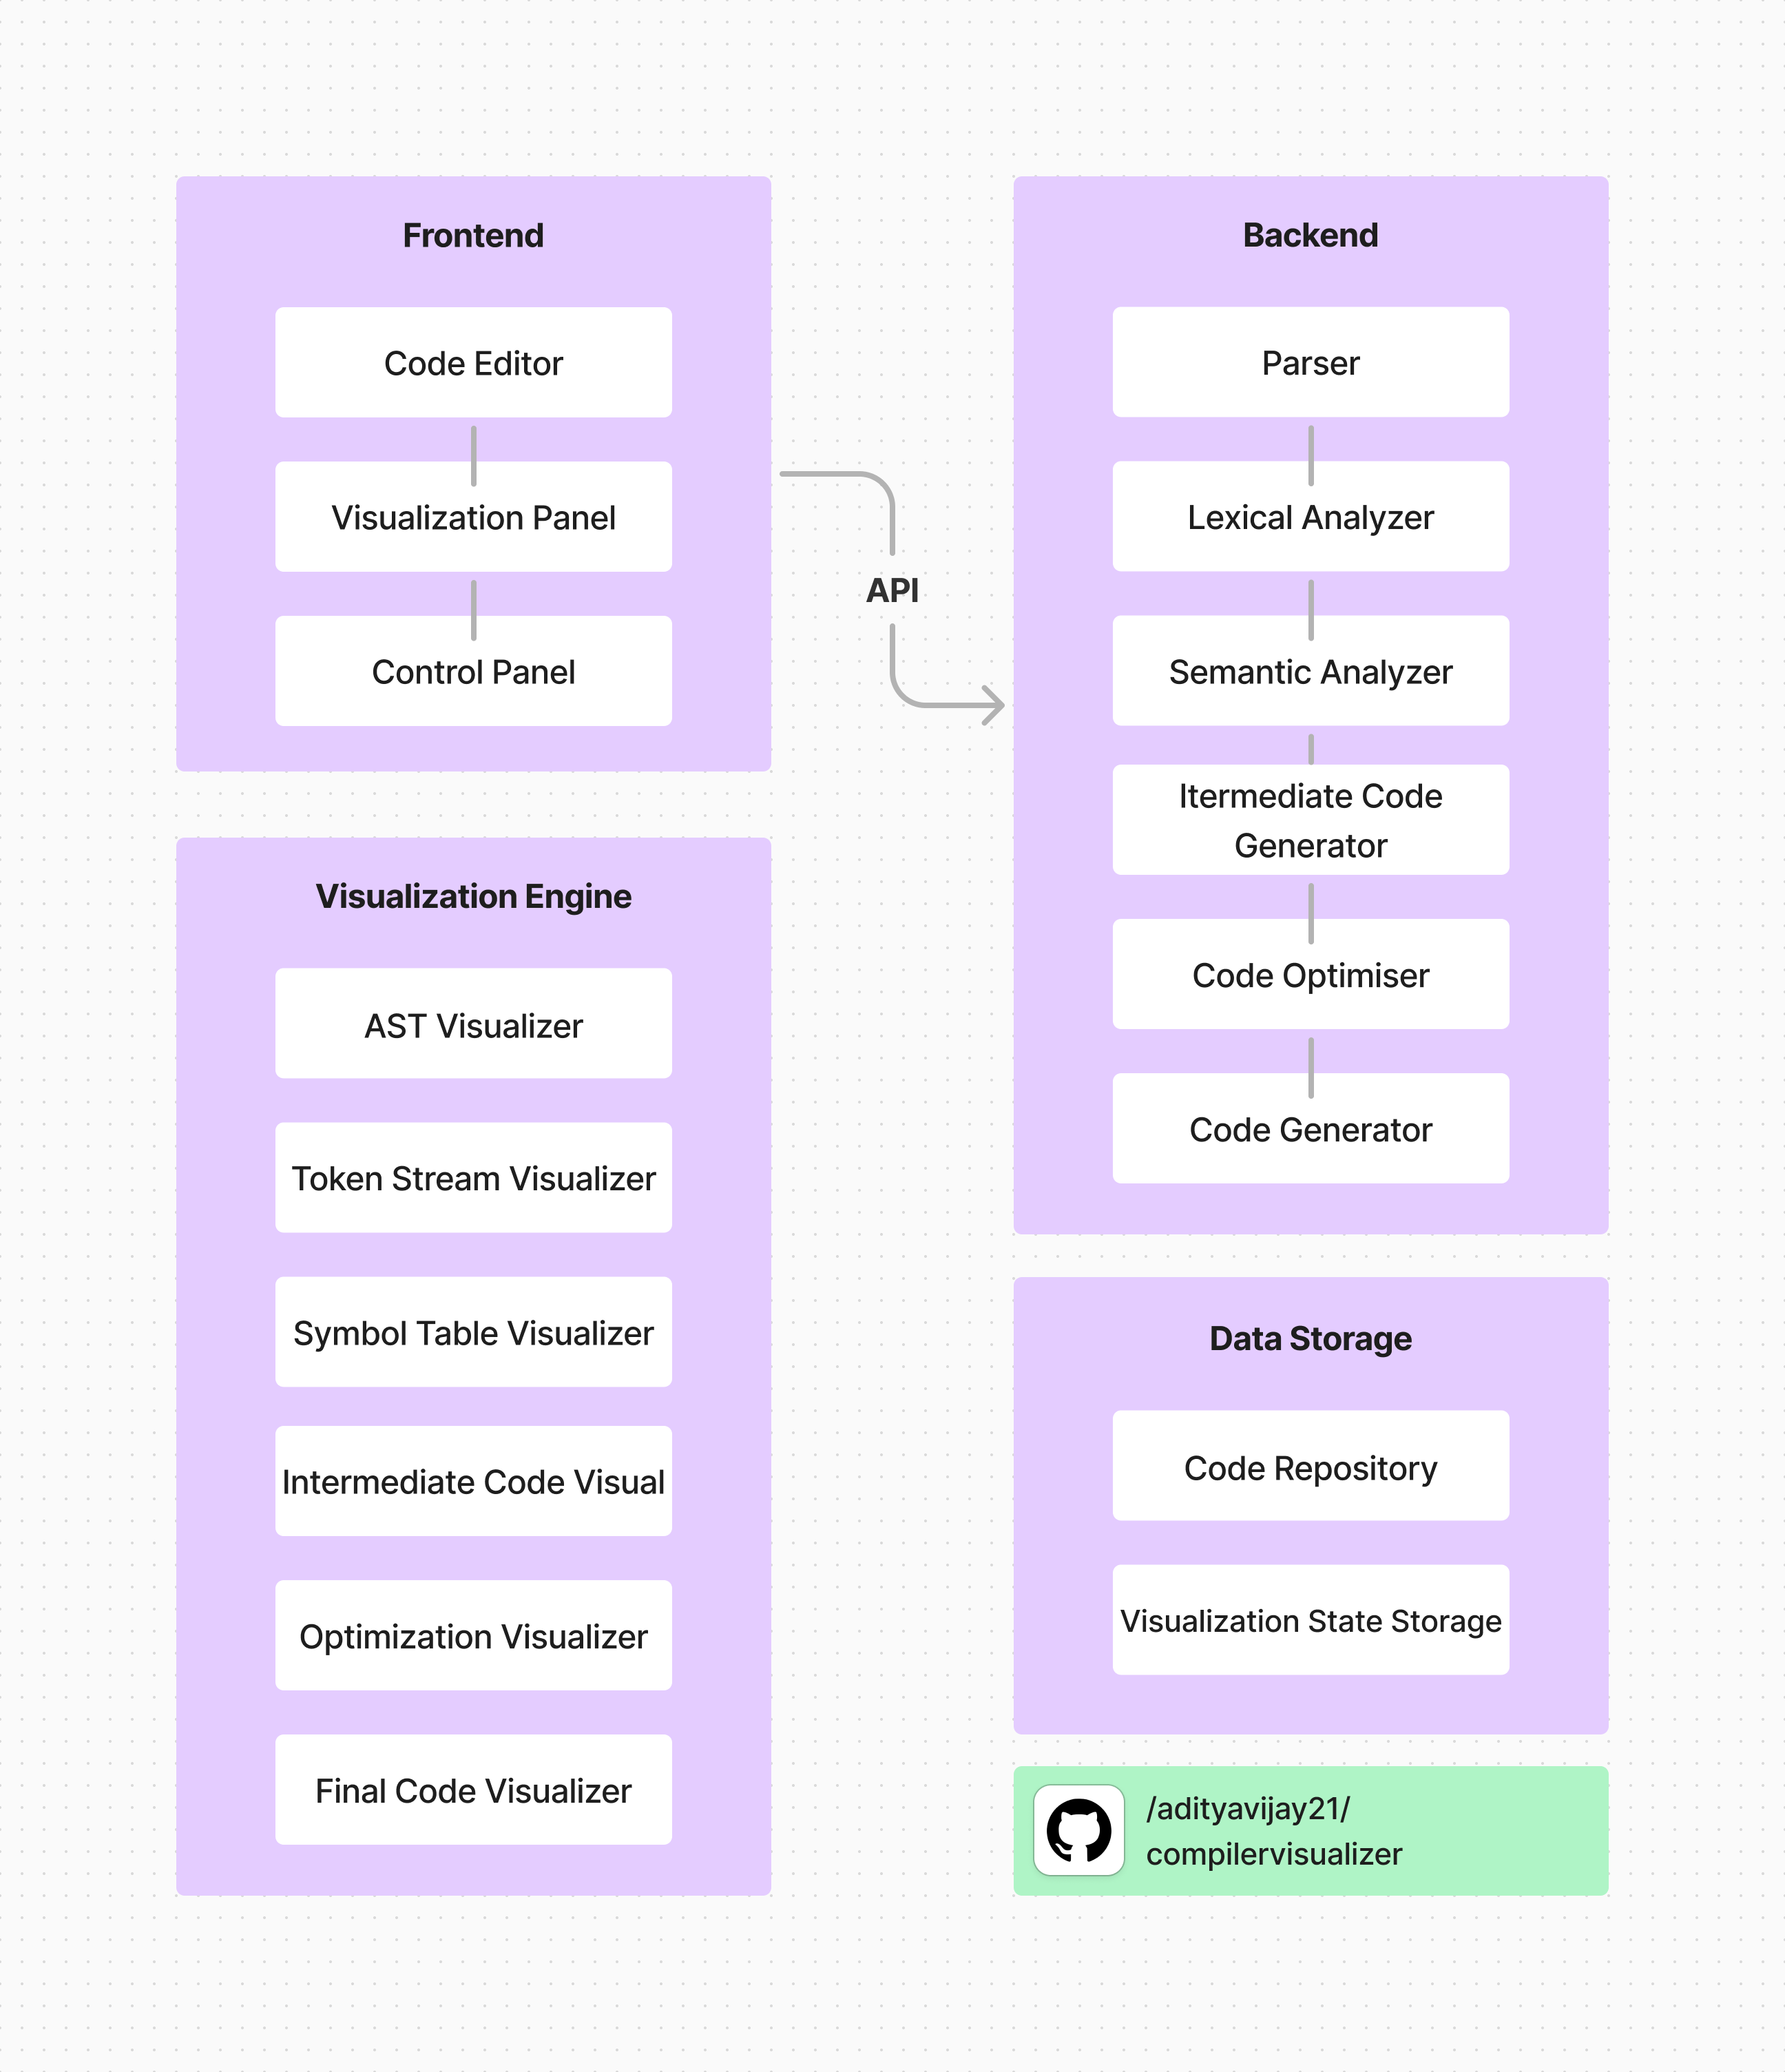 Frontend
Code Editor
Visualization Panel
Control Panel
API
Backend
Parser
Lexical Analyzer
Semantic Analyzer
Itermediate Code
Generator
Code Optimiser
Code Generator
Visualization Engine
AST Visualizer
Token Stream Visualizer
Symbol Table Visualizer
Intermediate Code Visual
Optimization Visualizer
Final Code Visualizer
Data Storage
Code Repository
Visualization State Storage
/adityavijay21/
compilervisualizer